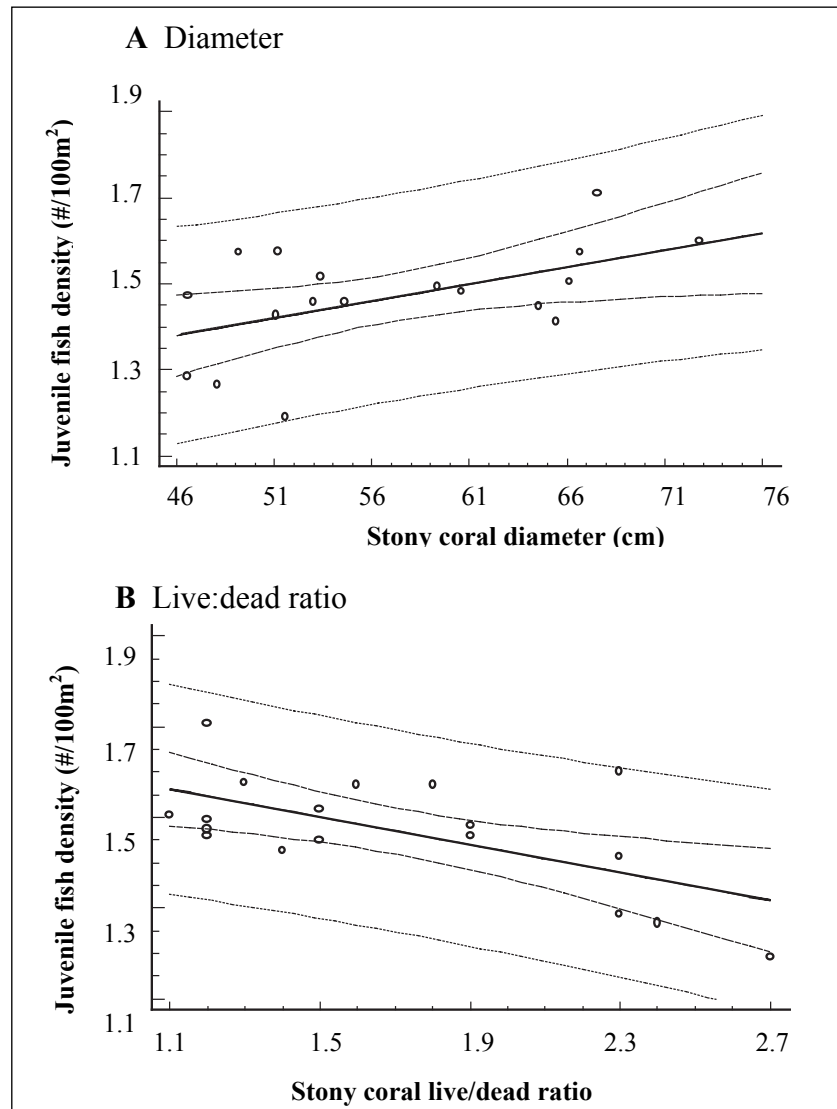 A Diameter
Juvenile fish density (#/100m²)
1.9
1.7
1.5
1.3
1.1
46 51 56 61 66 71 76
Stony coral diameter (cm)
B Live:dead ratio
Juvenile fish density (#/100m²)
1.9
1.7
1.5
1.3
1.1
1.1 1.5 1.9 2.3 2.7
Stony coral live/dead ratio